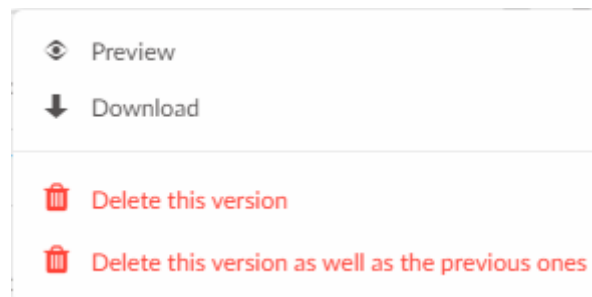 Preview
Download
Delete this version
Delete this version as well as the previous ones